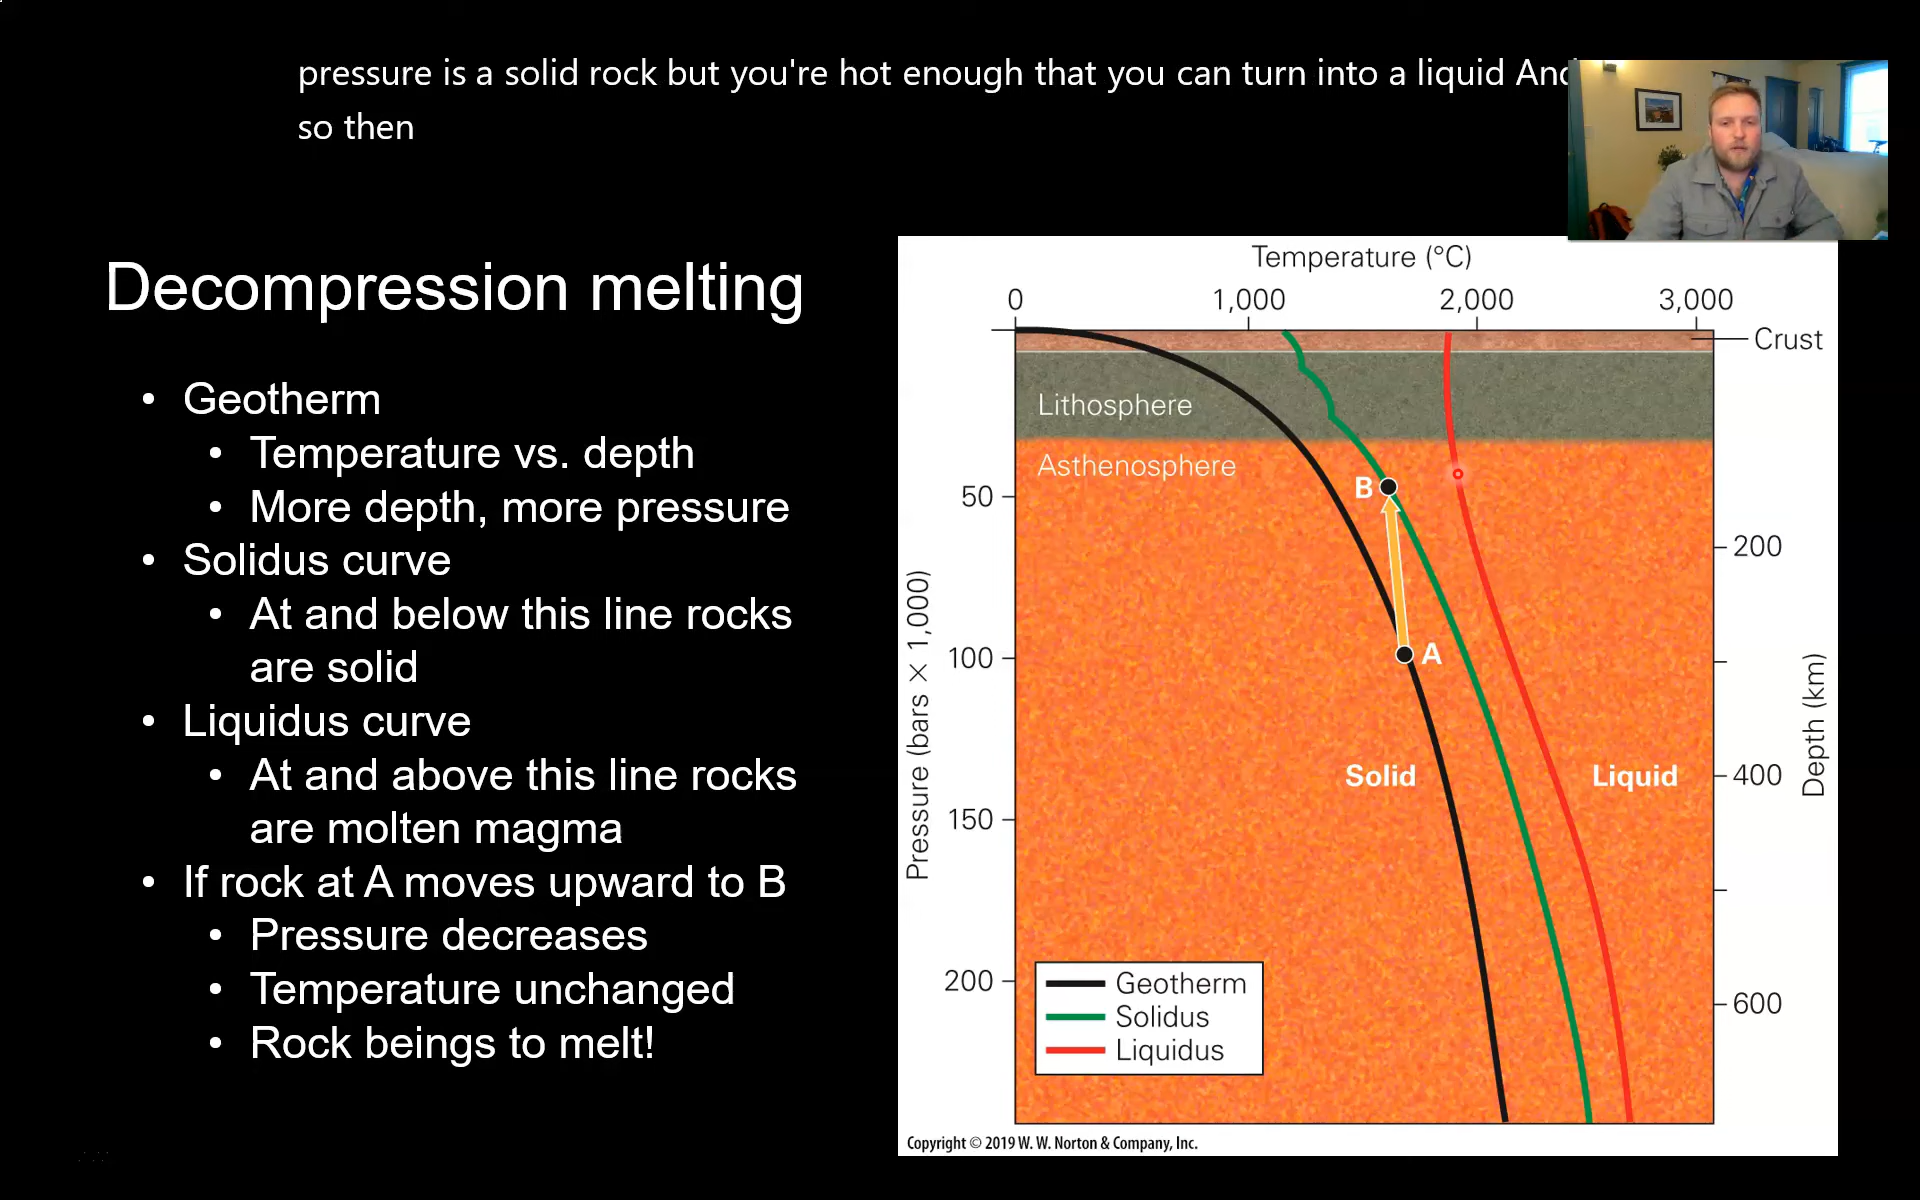 pressure is a solid rock but you're hot enough that you can turn into a liquid And
so then
Decompression melting
• Geotherm
• Temperature vs. depth
• More depth, more pressure
• Solidus curve
• At and below this line rocks
are solid
• Liquidus curve
• At and above this line rocks
are molten magma
• If rock at A moves upward to B
• Pressure decreases
• Temperature unchanged
• Rock beings to melt!
Temperature (°C)
0 1,000 2,000 3,000
Crust
Lithosphere
Asthenosphere
B
A
50
100
150
200
Pressure (bars × 1,000)
200
400
600
Depth (km)
Solid
Liquid
Geotherm
Solidus
Liquidus
Copyright © 2019 W. W. Norton & Company, Inc.